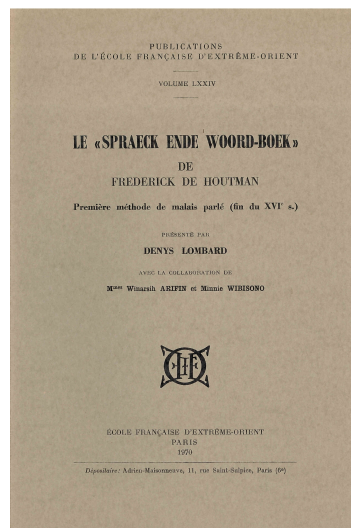 PUBLICATIONS
DE L'ÉCOLE FRANÇAISE D'EXTRÊME-ORIENT
VOLUME LXXIV
LE «SPRAECK ENDE WOORD-BOEK»
DE
FREDERICK DE HOUTMAN
Première méthode de malais parlé (fin du XVIᵉ s.)
PRÉSENTÉ PAR
DENYS LOMBARD
AVEC LA COLLABORATION DE
Mᵐᵉˢ Winarsih ARIFIN et Minnie WIBISONO
ÉCOLE FRANÇAISE D'EXTRÊME-ORIENT
PARIS
1970
Dépositaire: Adrien-Maisonneuve, 11, rue Saint-Sulpice, Paris (6ᵉ)